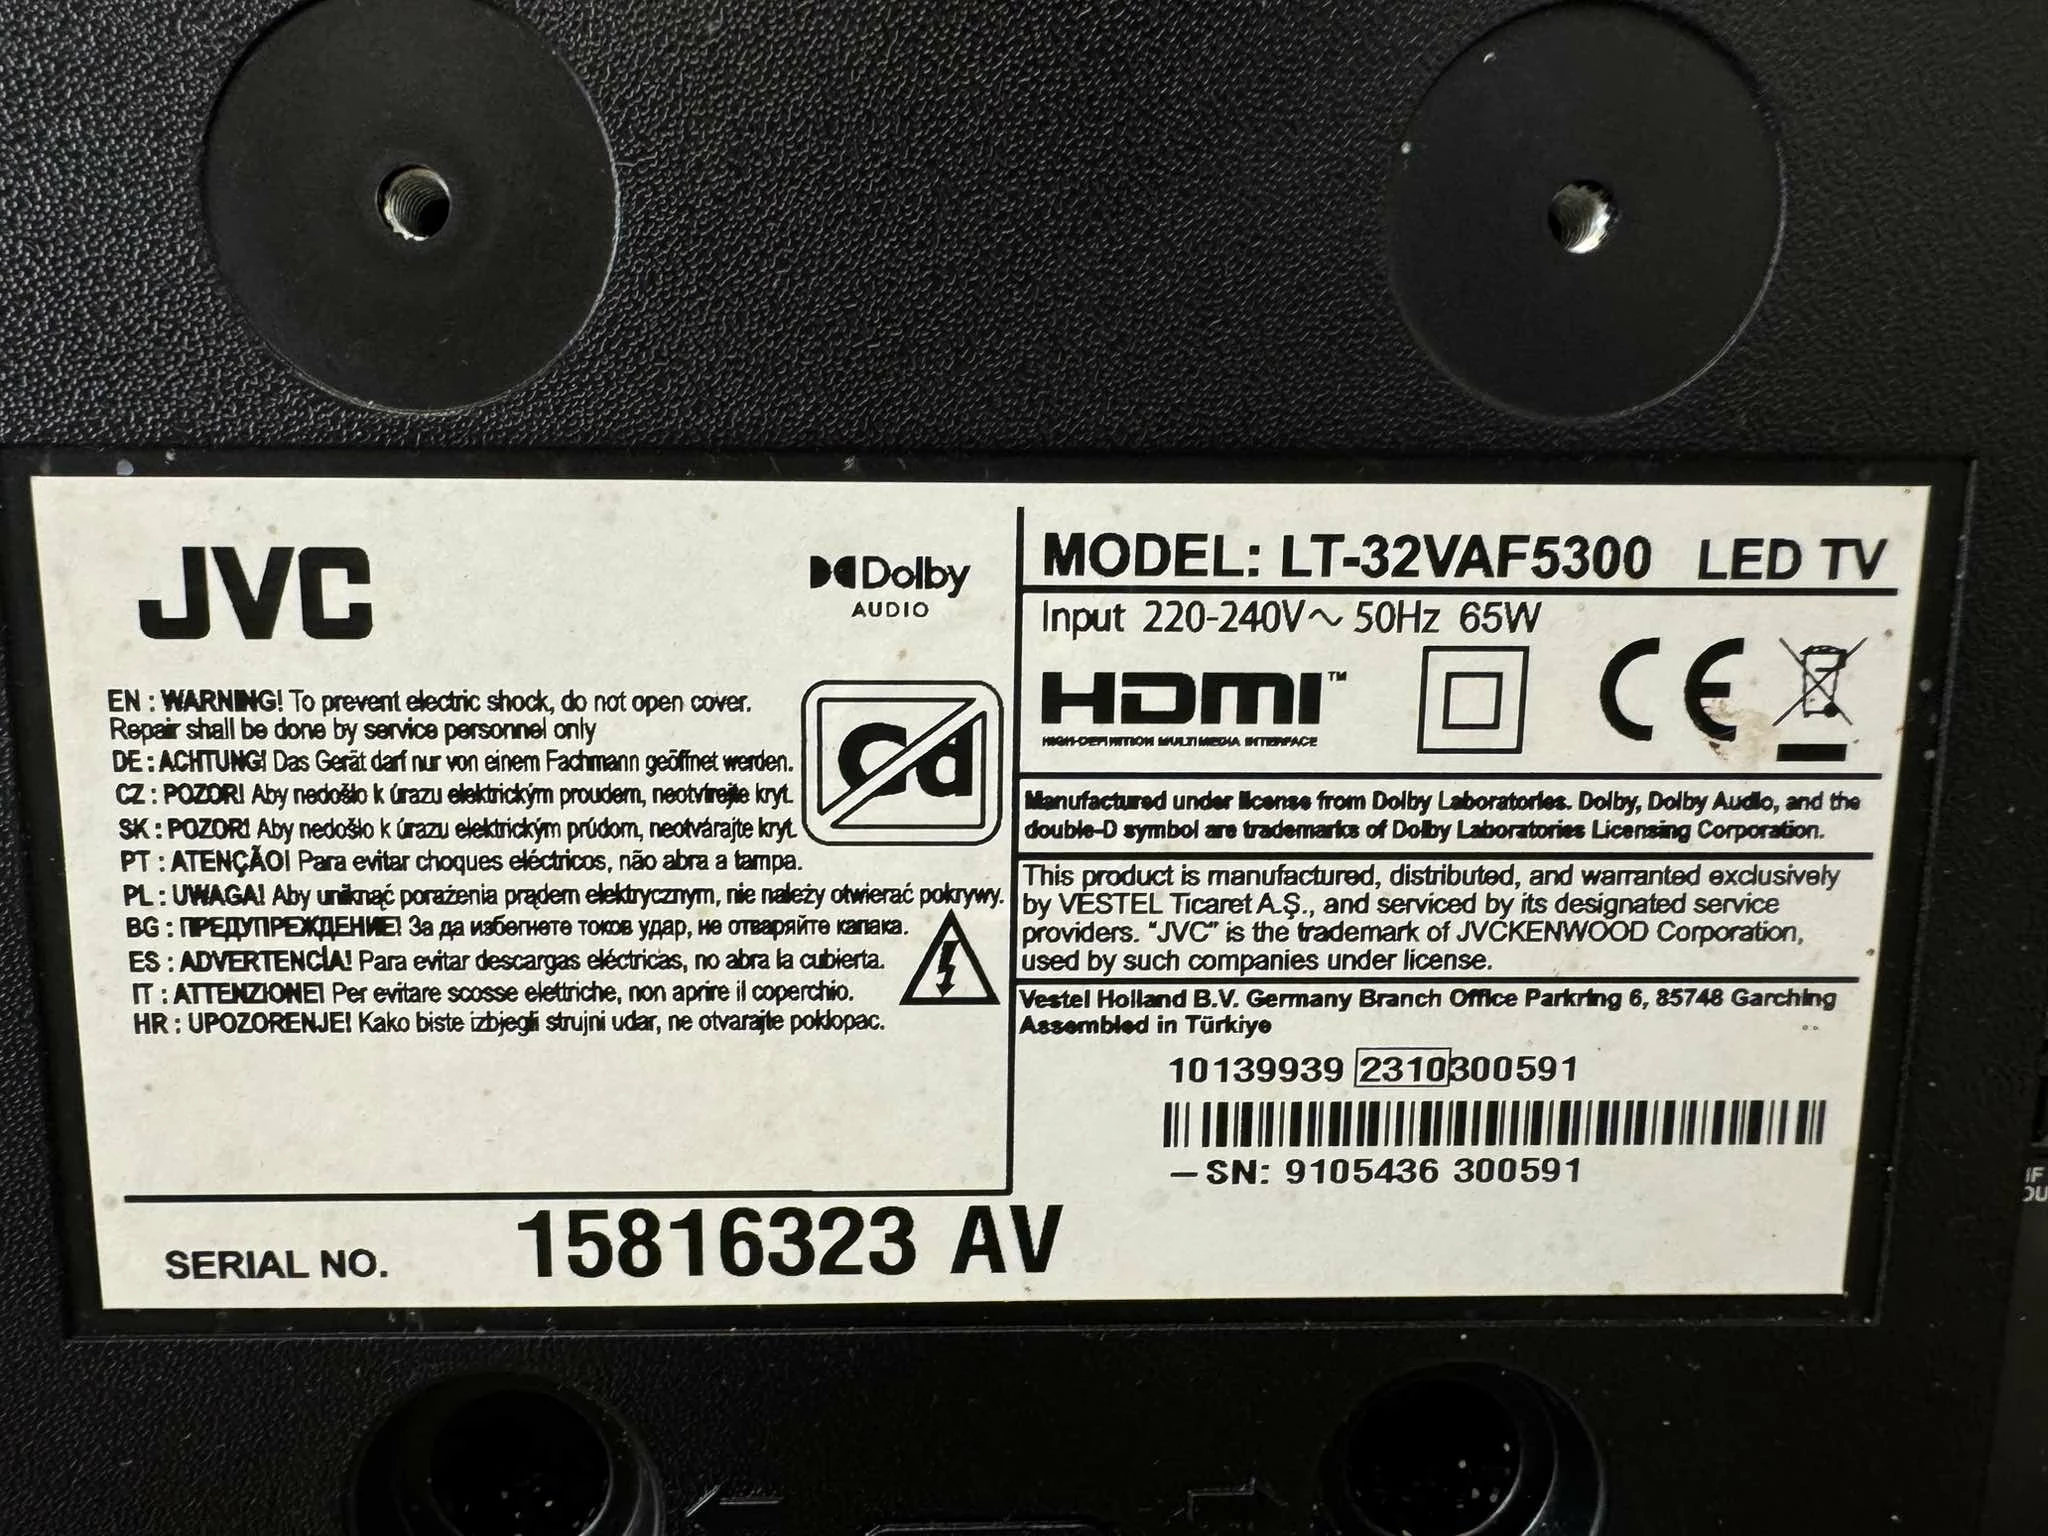 JVC
Dolby
AUDIO
MODEL: LT-32VAF5300 LED TV
Input 220-240V~ 50Hz 65W
HDMI™
HIGH-DEFINITION MULTIMEDIA INTERFACE
CE
EN : WARNING! To prevent electric shock, do not open cover.
Repair shall be done by service personnel only
DE : ACHTUNG! Das Gerät darf nur von einem Fachmann geöffnet werden.
CZ : POZOR! Aby nedošlo k úrazu elektrickým proudem, neotvírejte kryt.
SK : POZOR! Aby nedošlo k úrazu elektrickým prúdom, neotvárajte kryt.
PT : ATENÇÃO! Para evitar choques eléctricos, não abra a tampa.
PL : UWAGA! Aby uniknąć porażenia prądem elektrycznym, nie należy otwierać pokrywy.
BG : ПРЕДУПРЕЖДЕНИЕ! За да избегнете токов удар, не отваряйте капака.
ES : ADVERTENCIA! Para evitar descargas eléctricas, no abra la cubierta.
IT : ATTENZIONE! Per evitare scosse elettriche, non aprire il coperchio.
HR : UPOZORENJE! Kako biste izbjegli strujni udar, ne otvarajte poklopac.
Cd
Manufactured under license from Dolby Laboratories. Dolby, Dolby Audio, and the
double-D symbol are trademarks of Dolby Laboratories Licensing Corporation.
This product is manufactured, distributed, and warranted exclusively
by VESTEL Ticaret A.Ş., and serviced by its designated service
providers. "JVC" is the trademark of JVCKENWOOD Corporation,
used by such companies under license.
Vestel Holland B.V. Germany Branch Office Parkring 6, 85748 Garching
Assembled in Türkiye
10139939 2310300591
–SN: 9105436 300591
SERIAL NO. 15816323 AV